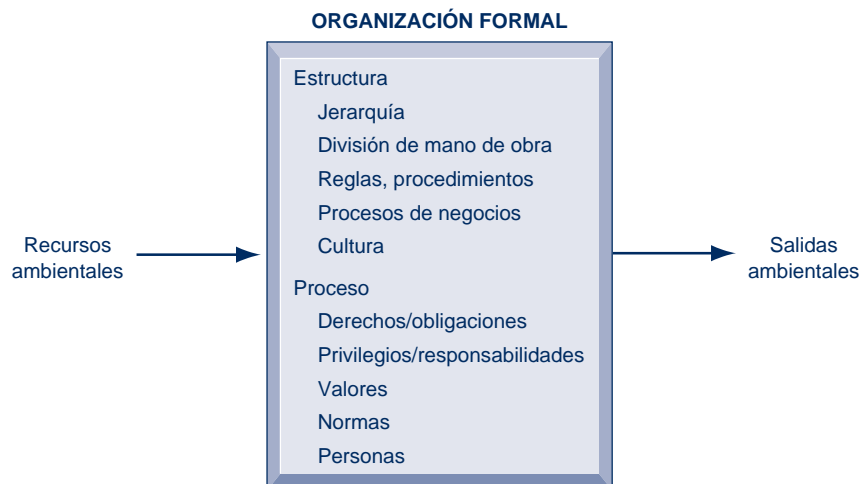 ORGANIZACIÓN FORMAL
Estructura
Jerarquía
División de mano de obra
Reglas, procedimientos
Procesos de negocios
Cultura
Proceso
Derechos/obligaciones
Privilegios/responsabilidades
Valores
Normas
Personas
Recursos
ambientales
Salidas
ambientales